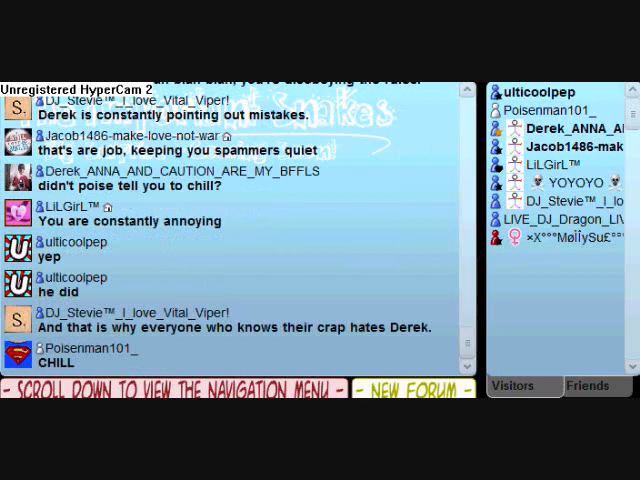 Unregistered HyperCam 2
DJ_Stevie™_I_love_Vital_Viper!
Derek is constantly pointing out mistakes.
Jacob1486-make-love-not-war
that's are job, keeping you spammers quiet
Derek_ANNA_AND_CAUTION_ARE_MY_BFFLS
didn't poise tell you to chill?
LiLGirL™
You are constantly annoying
ulticoolpep
yep
ulticoolpep
he did
DJ_Stevie™_I_love_Vital_Viper!
And that is why everyone who knows their crap hates Derek.
Poisenman101_
CHILL
- SCROLL DOWN TO VIEW THE NAVIGATION MENU -
- NEW FORUM -
ulticoolpep
Poisenman101_
Derek_ANNA_A
Jacob1486-mak
LiLGirL™
YOYOYO
DJ_Stevie™_I_lo
LIVE_DJ_Dragon_LIV
Visitors
Friends